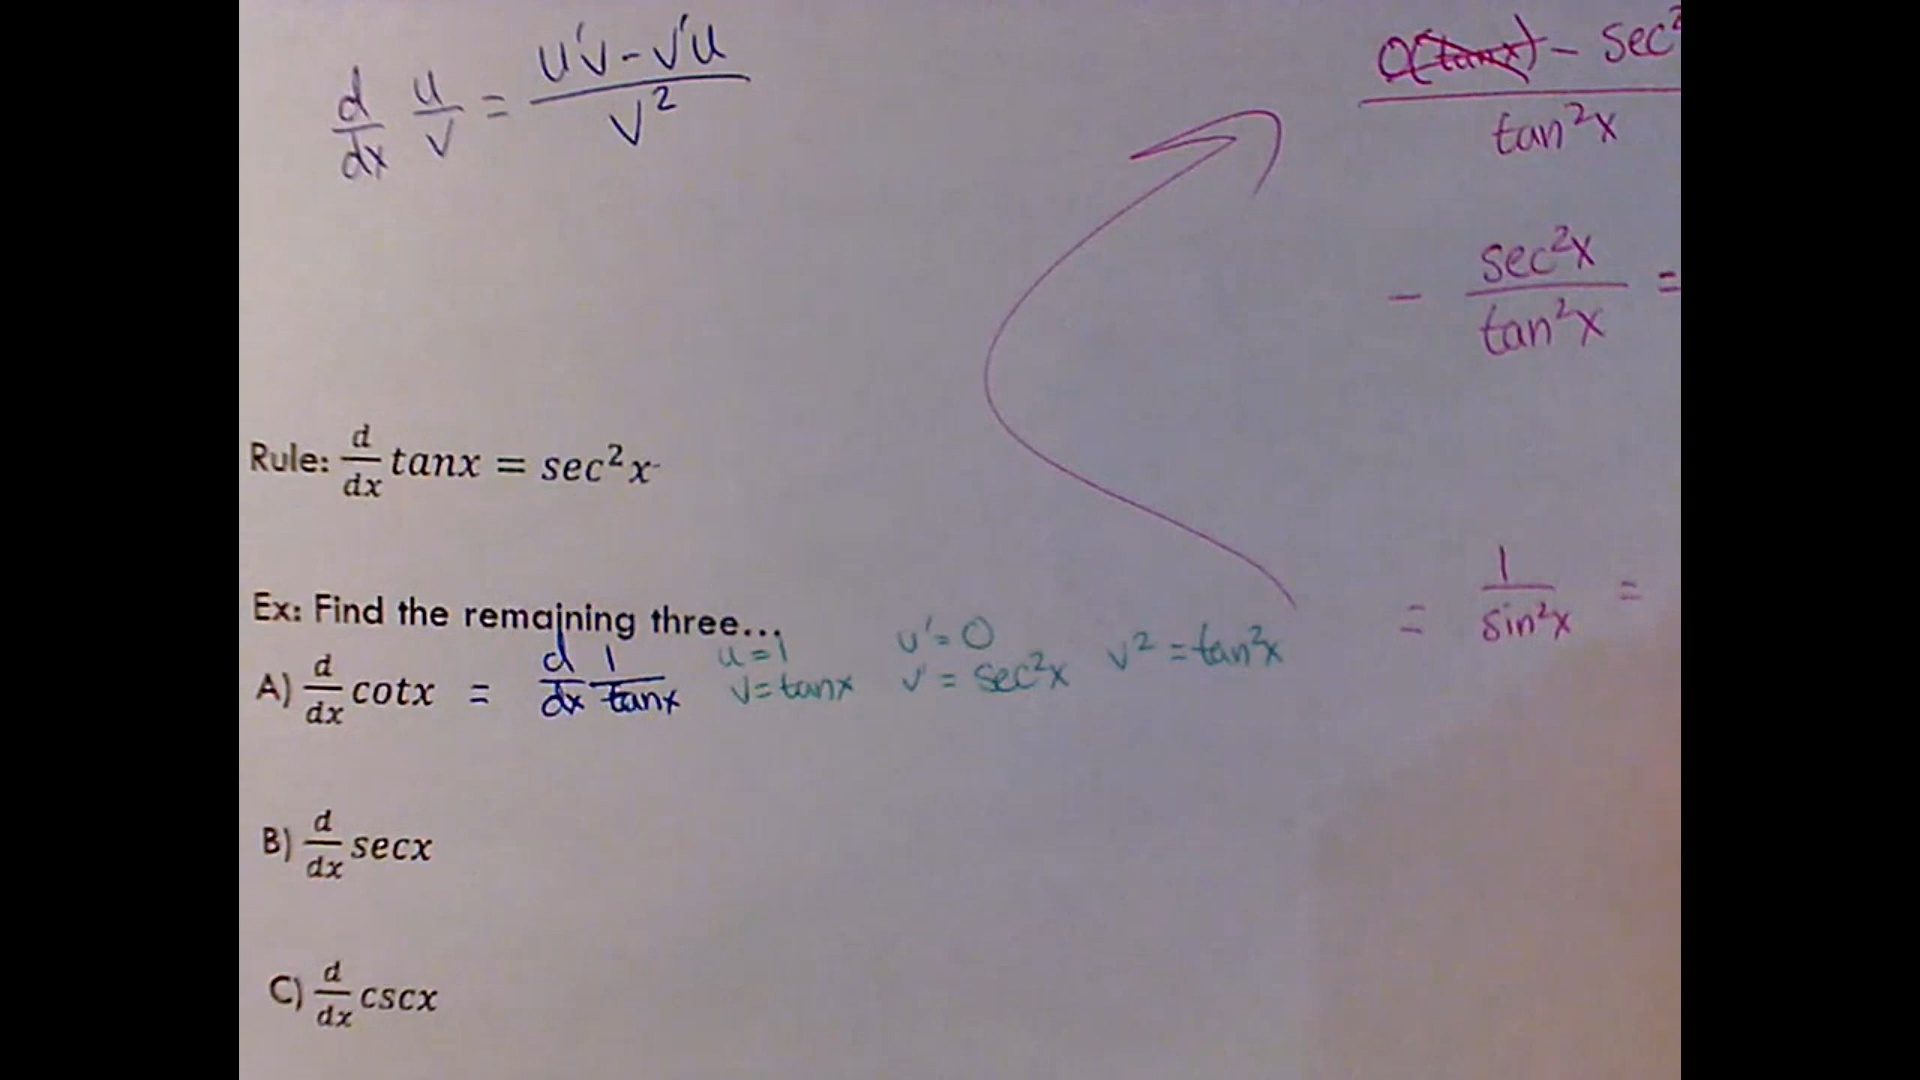 d/dx u/v = u'v - v'u / v²
0(tanx) - sec²
tan²x
- sec²x / tan²x =
Rule: d/dx tanx = sec²x
= 1 / sin²x =
Ex: Find the remaining three...
A) d/dx cotx = d/dx 1/tanx u=1 v=tanx u'=0 v' = sec²x v² = tan²x
B) d/dx secx
C) d/dx cscx